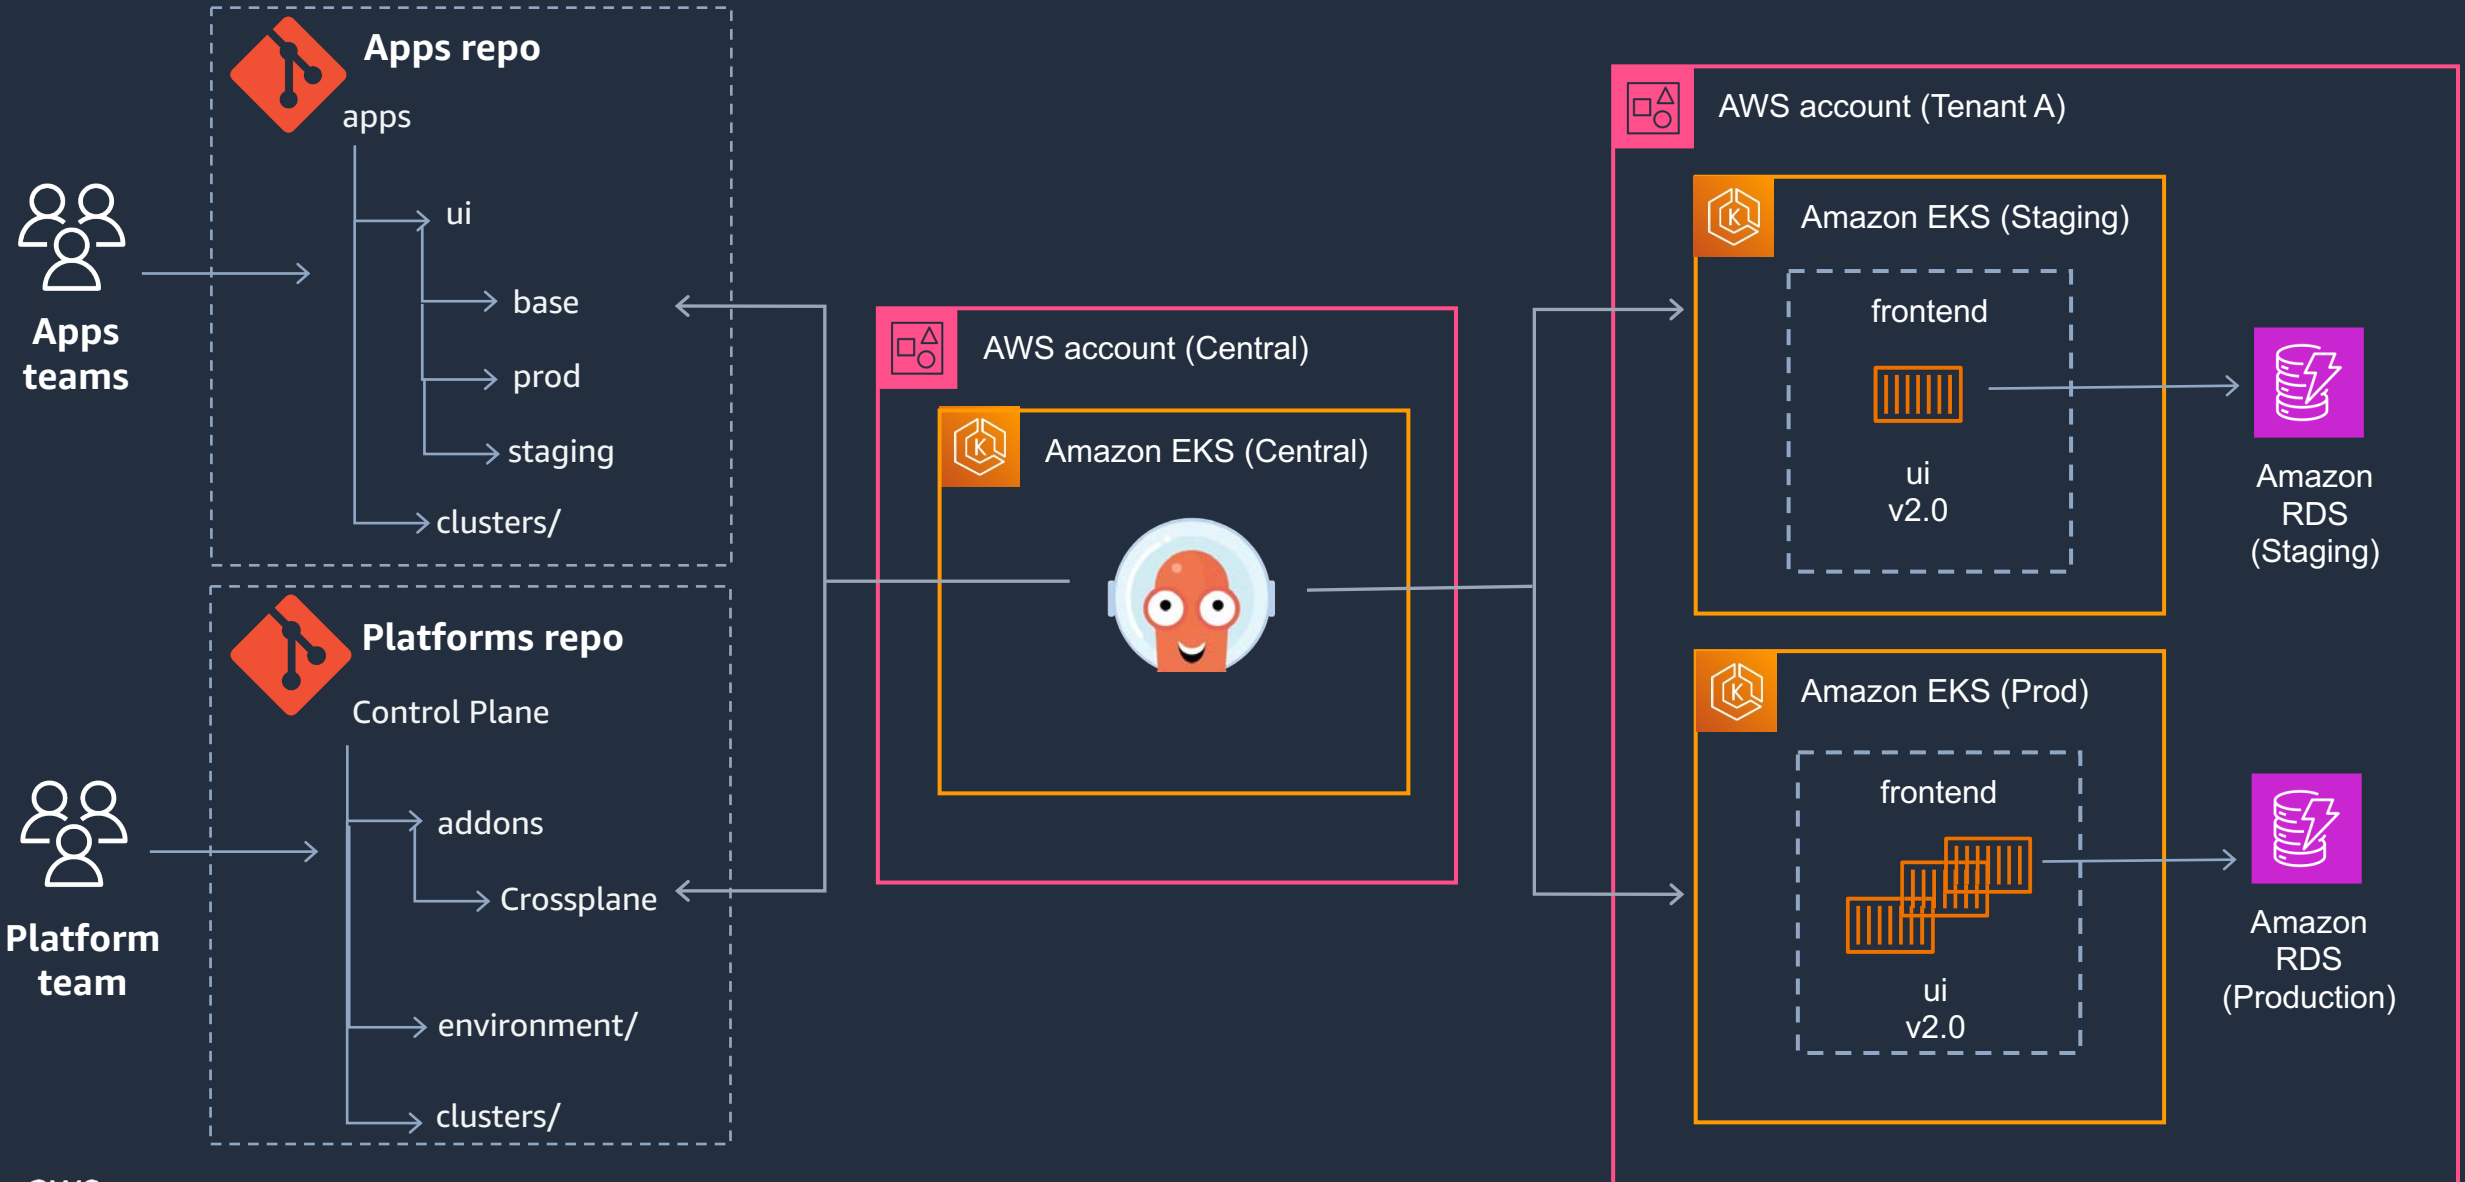 Apps repo
apps
ui
base
prod
staging
clusters/
Apps
teams
Platforms repo
Control Plane
addons
Crossplane
environment/
clusters/
Platform
team
AWS account (Central)
Amazon EKS (Central)
AWS account (Tenant A)
Amazon EKS (Staging)
frontend
ui
v2.0
Amazon
RDS
(Staging)
Amazon EKS (Prod)
frontend
ui
v2.0
Amazon
RDS
(Production)